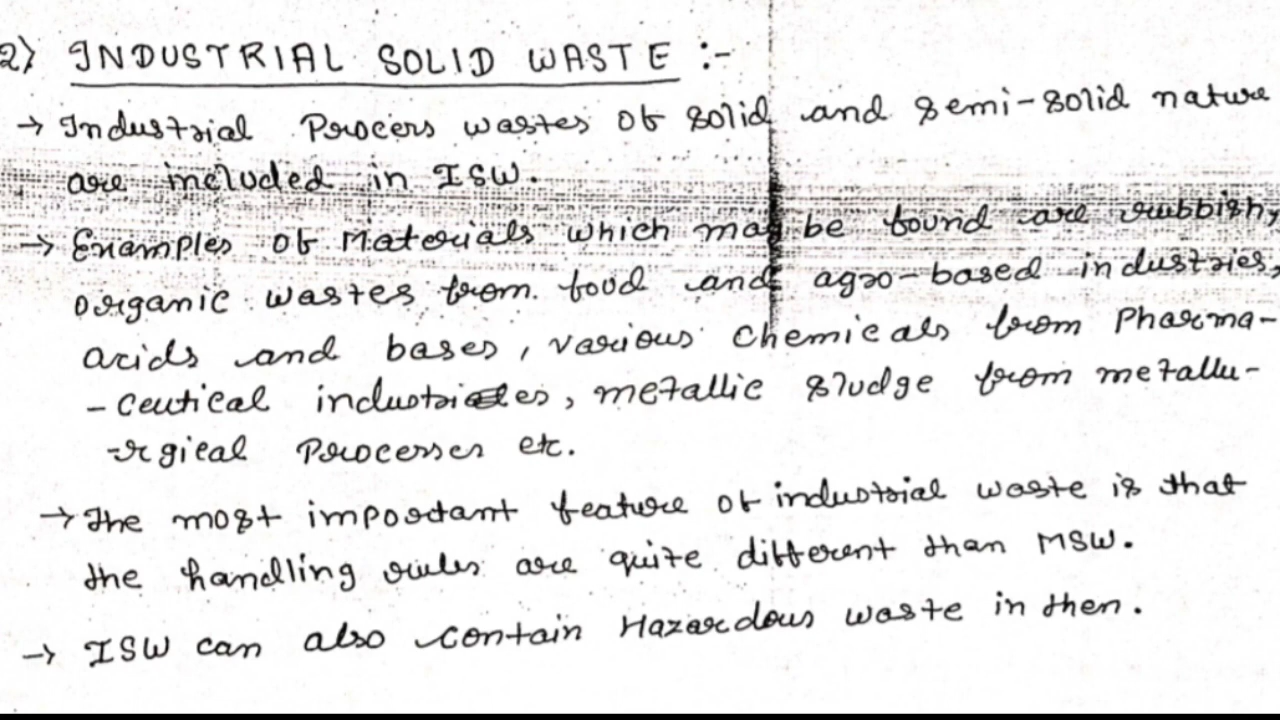 2) INDUSTRIAL SOLID WASTE :-
→ Industrial Process wastes of solid and semi-solid nature
are included in ISW.
→ Examples of Materials which may be found are rubbish,
organic wastes from food and agro-based industries,
acids and bases, various chemicals from Pharma-
-ceutical industries, metallic sludge from metallu-
-rgical Processes etc.
→ The most important feature of industrial waste is that
the handling rules are quite different than MSW.
→ ISW can also contain Hazardous waste in then.